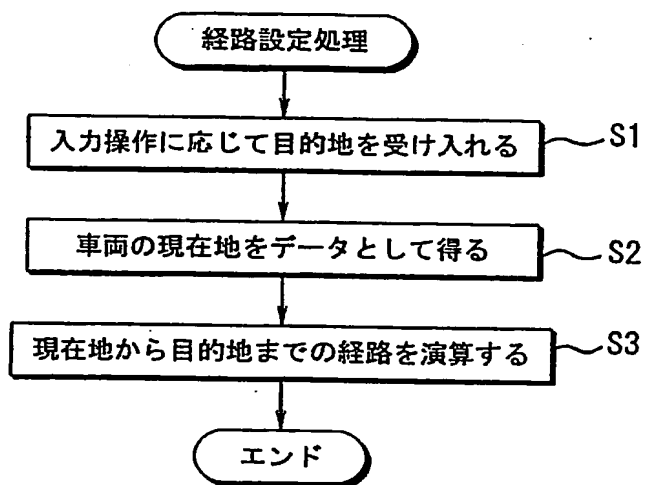 経路設定処理
入力操作に応じて目的地を受け入れる
S1
車両の現在地をデータとして得る
S2
現在地から目的地までの経路を演算する
S3
エンド